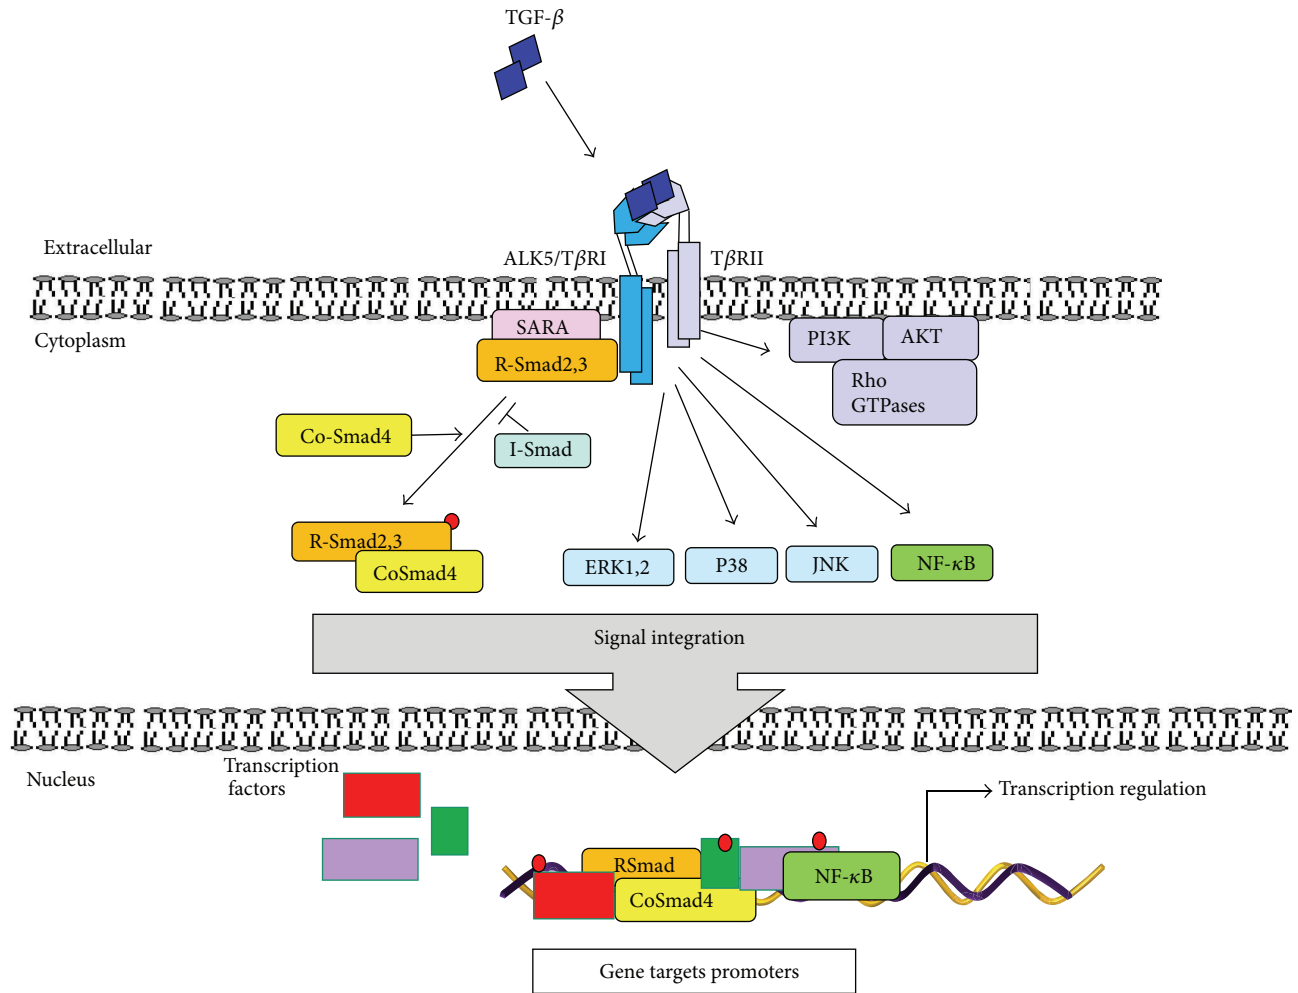 TGF-β
Extracellular
ALK5/TβRI
TβRII
Cytoplasm
SARA
R-Smad2,3
PI3K
AKT
Rho
GTPases
Co-Smad4
I-Smad
R-Smad2,3
CoSmad4
ERK1,2
P38
JNK
NF-κB
Signal integration
Nucleus
Transcription
factors
Transcription regulation
RSmad
CoSmad4
NF-κB
Gene targets promoters